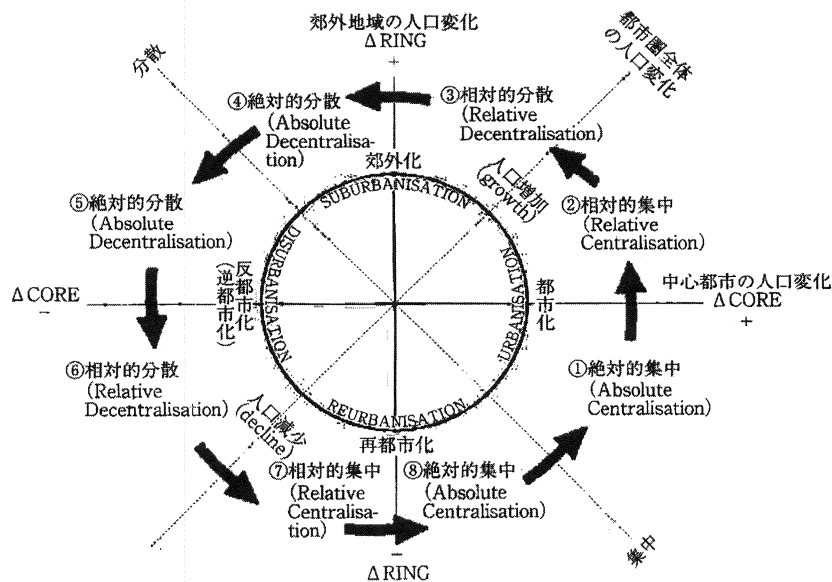 郊外地域の人口変化
Δ RING
+
分散
都市圏全体
の人口変化
④絶対的分散
(Absolute
Decentralisa-
tion)
③相対的分散
(Relative
Decentralisation)
郊外化
SUBURBANISATION
人口増加
(growth)
⑤絶対的分散
(Absolute
Decentralisation)
②相対的集中
(Relative
Centralisation)
Δ CORE
−
反都市化
(逆都市化)
DISURBANISATION
URBANISATION
都市化
中心都市の人口変化
Δ CORE
+
⑥相対的分散
(Relative
Decentralisation)
①絶対的集中
(Absolute
Centralisation)
人口減少
(decline)
REURBANISATION
再都市化
⑦相対的集中
(Relative
Centralisa-
tion)
⑧絶対的集中
(Absolute
Centralisation)
集中
−
Δ RING